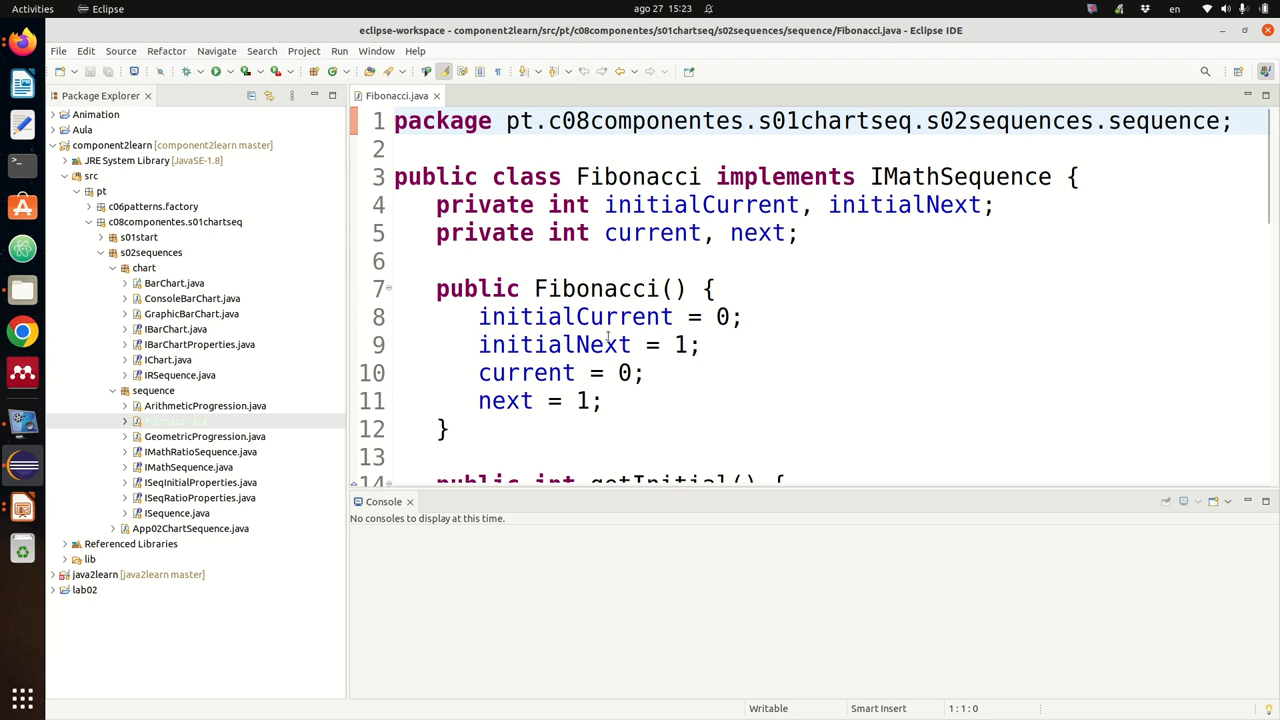 Activities
Eclipse
ago 27 15:23
en
eclipse-workspace - component2learn/src/pt/c08componentes/s01chartseq/s02sequences/sequence/Fibonacci.java - Eclipse IDE
File Edit Source Refactor Navigate Search Project Run Window Help
Package Explorer
Animation
Aula
component2learn [component2learn master]
JRE System Library [JavaSE-1.8]
src
pt
c06patterns.factory
c08componentes.s01chartseq
s01start
s02sequences
chart
BarChart.java
ConsoleBarChart.java
GraphicBarChart.java
IBarChart.java
IBarChartProperties.java
IChart.java
IRSequence.java
sequence
ArithmeticProgression.java
Fibonacci.java
GeometricProgression.java
IMathRatioSequence.java
IMathSequence.java
ISeqInitialProperties.java
ISeqRatioProperties.java
ISequence.java
App02ChartSequence.java
Referenced Libraries
lib
java2learn [java2learn master]
lab02
Fibonacci.java
1 package pt.c08componentes.s01chartseq.s02sequences.sequence;
2
3 public class Fibonacci implements IMathSequence {
4 private int initialCurrent, initialNext;
5 private int current, next;
6
7 public Fibonacci() {
8 initialCurrent = 0;
9 initialNext = 1;
10 current = 0;
11 next = 1;
12 }
13
14 public int getInitial() {
Console
No consoles to display at this time.
Writable
Smart Insert
1 : 1 : 0